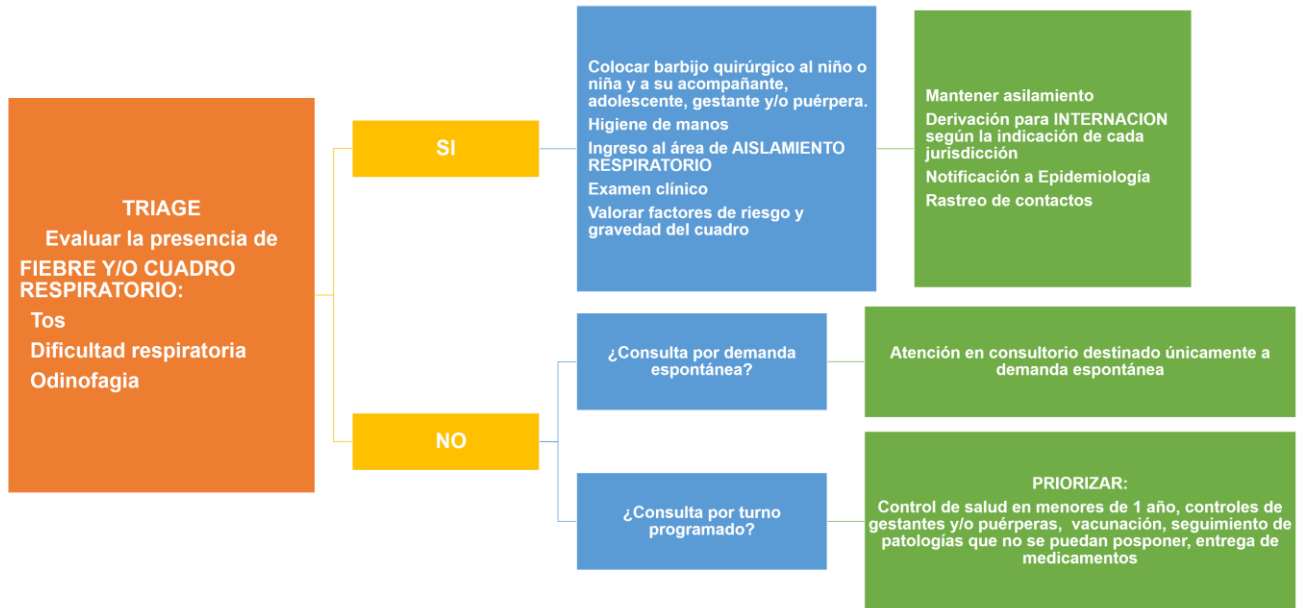 TRIAGE
Evaluar la presencia de
FIEBRE Y/O CUADRO
RESPIRATORIO:
Tos
Dificultad respiratoria
Odinofagia
SI
Colocar barbijo quirúrgico al niño o
niña y a su acompañante,
adolescente, gestante y/o puérpera.
Higiene de manos
Ingreso al área de AISLAMIENTO
RESPIRATORIO
Examen clínico
Valorar factores de riesgo y
gravedad del cuadro
Mantener asilamiento
Derivación para INTERNACION
según la indicación de cada
jurisdicción
Notificación a Epidemiología
Rastreo de contactos
NO
¿Consulta por demanda
espontánea?
Atención en consultorio destinado únicamente a
demanda espontánea
¿Consulta por turno
programado?
PRIORIZAR:
Control de salud en menores de 1 año, controles de
gestantes y/o puérperas, vacunación, seguimiento de
patologías que no se puedan posponer, entrega de
medicamentos